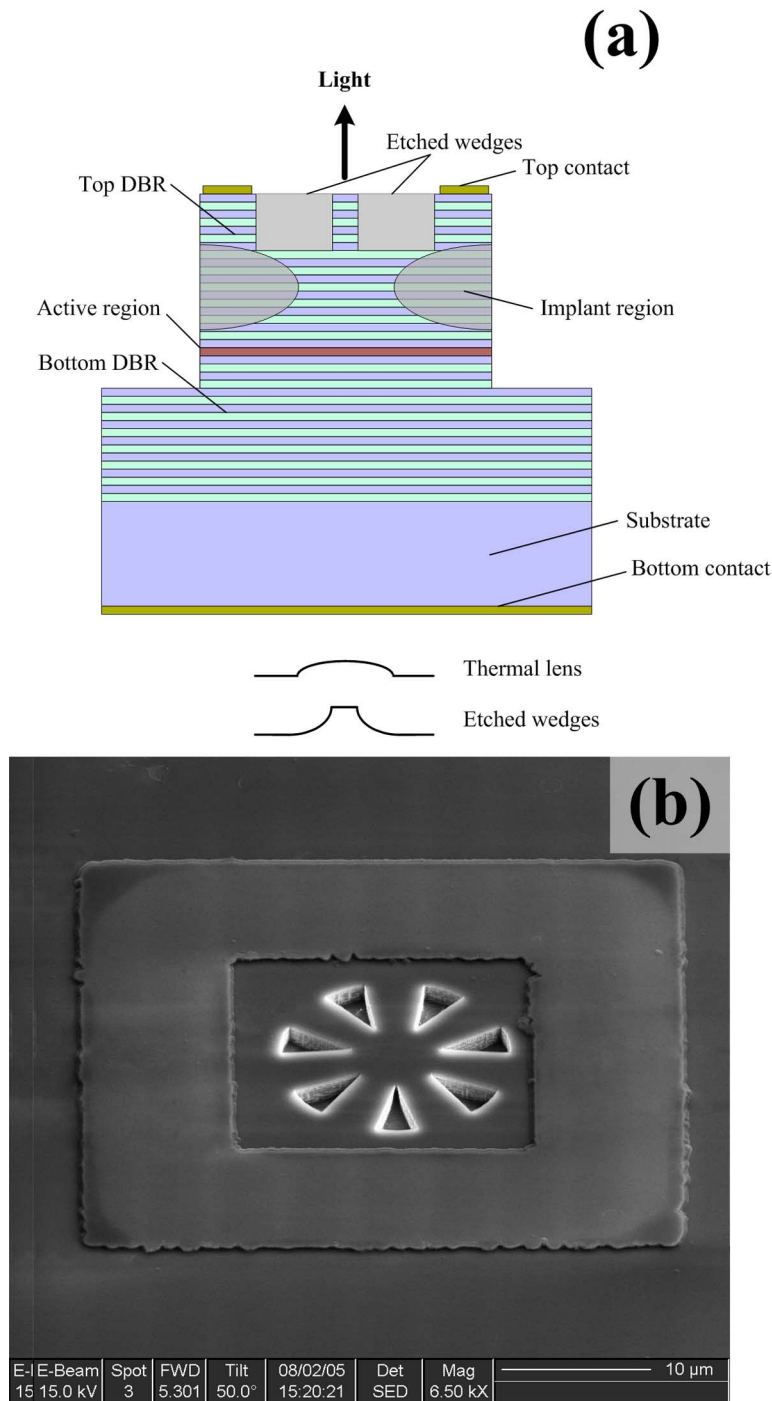 (a)
Light
Etched wedges
Top DBR
Top contact
Active region
Implant region
Bottom DBR
Substrate
Bottom contact
Thermal lens
Etched wedges
(b)
E-Beam Spot FWD Tilt 08/02/05 Det Mag 10 µm
15 15.0 kV 3 5.301 50.0° 15:20:21 SED 6.50 kX